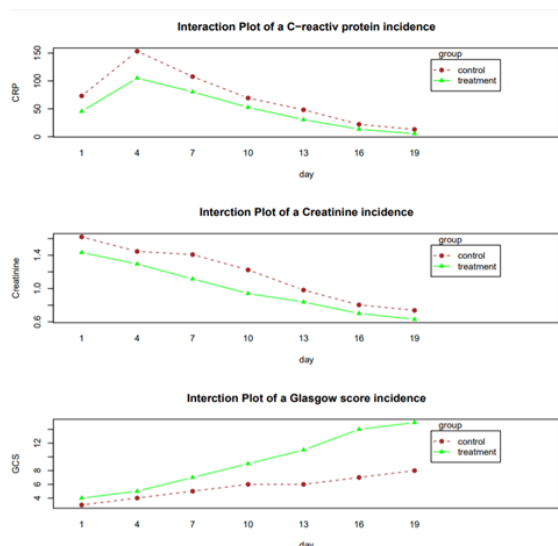 Interaction Plot of a C−reactiv protein incidence
CRP
150
100
50
0
group
control
treatment
1 4 7 10 13 16 19
day
Interction Plot of a Creatinine incidence
Creatinine
1.4
1.0
0.6
group
control
treatment
1 4 7 10 13 16 19
day
Interction Plot of a Glasgow score incidence
GCS
12
8
6
4
group
control
treatment
1 4 7 10 13 16 19
day